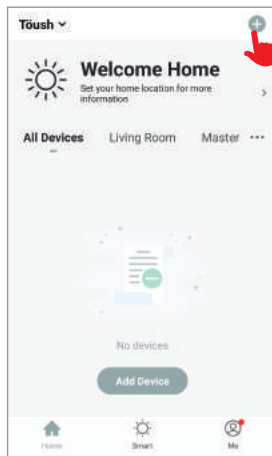 Töush
Welcome Home
Set your home location for more
information
All Devices Living Room Master ...
No devices
Add Device
Home Smart Me